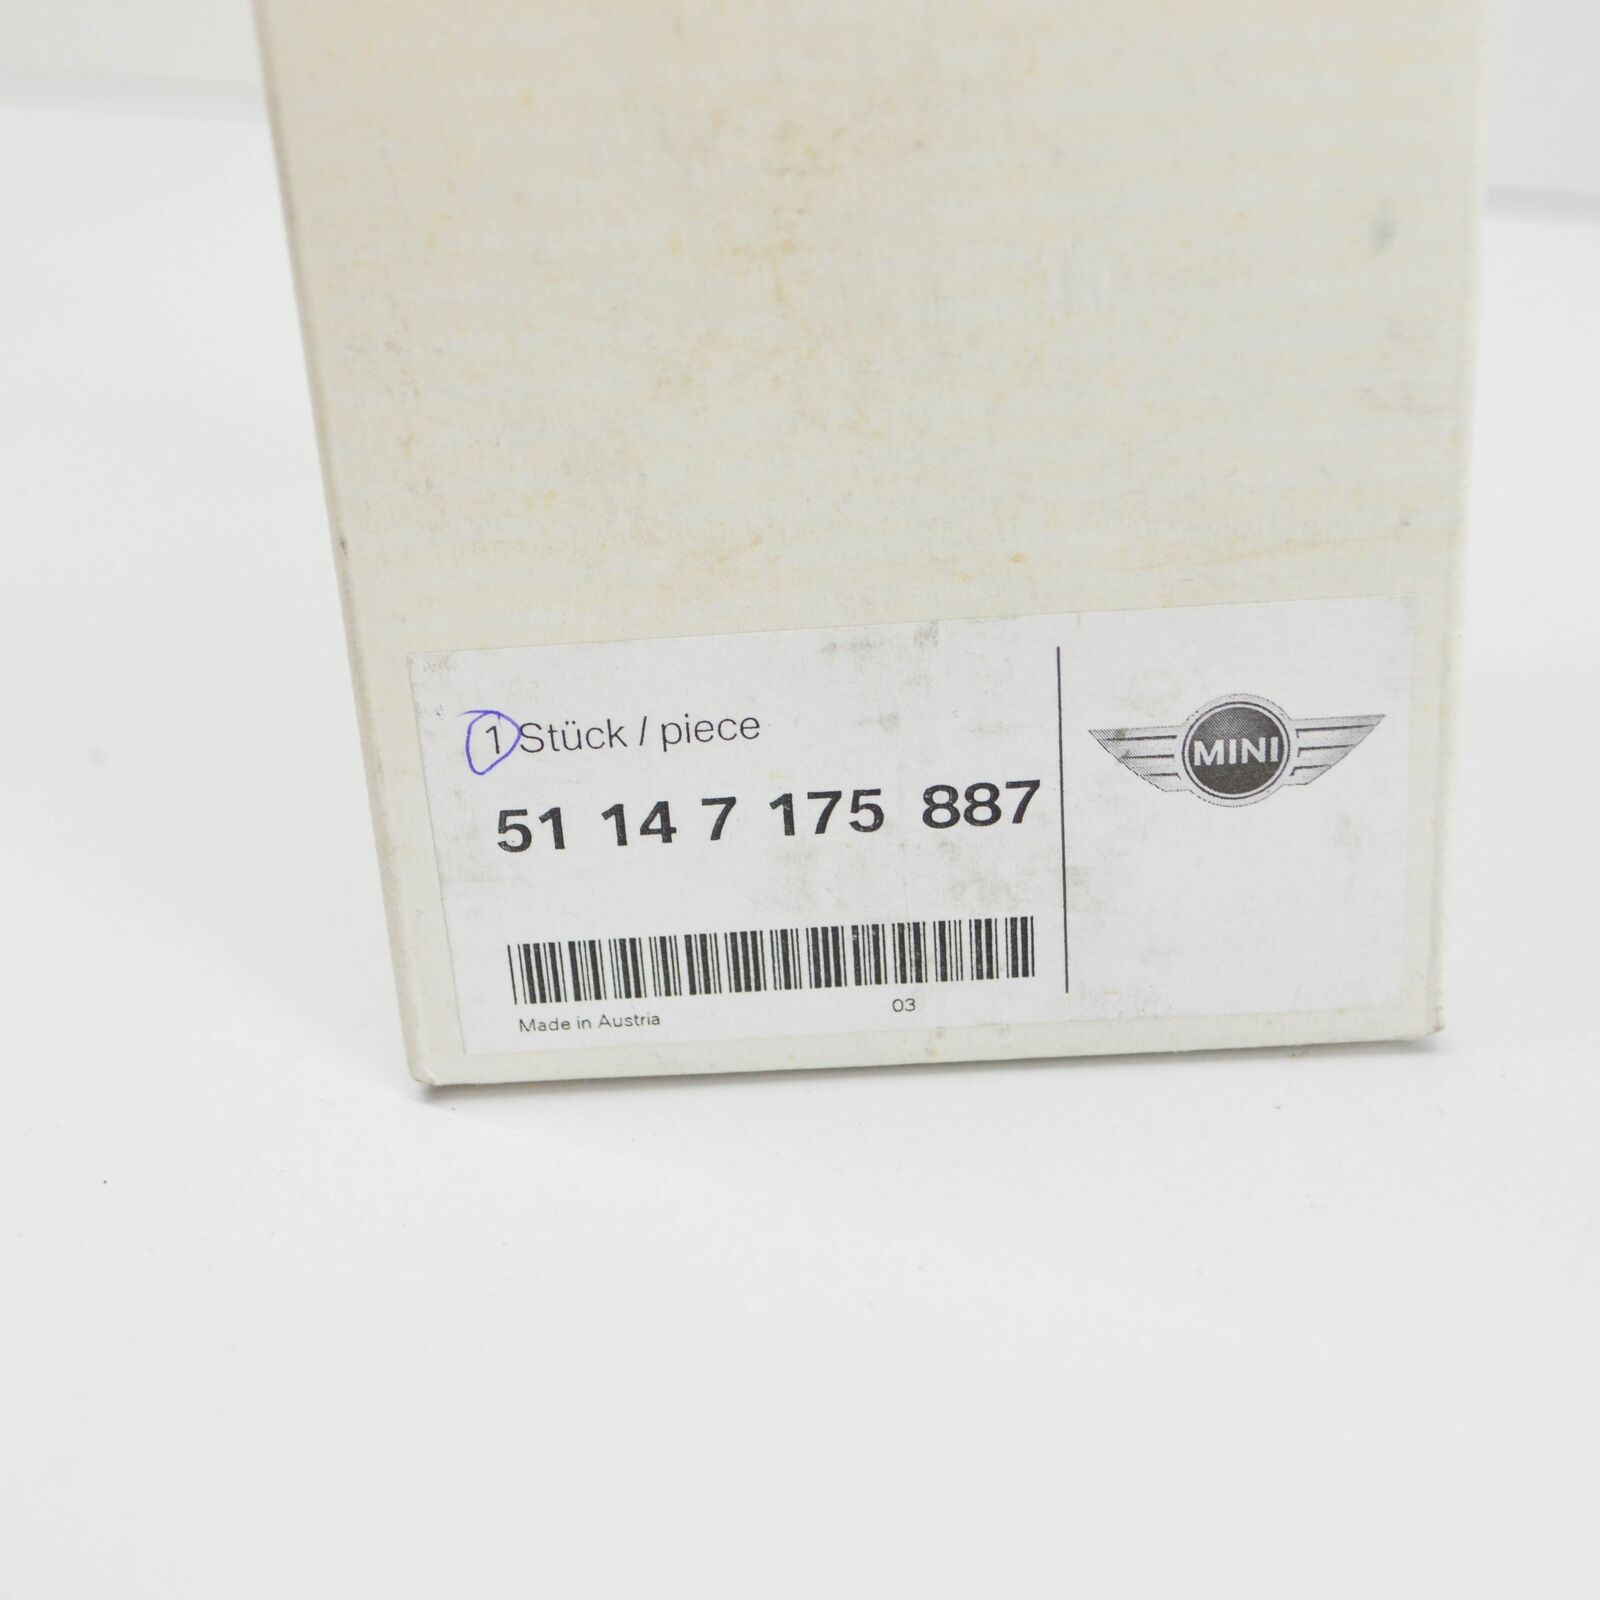 1 Stück / piece
51 14 7 175 887
MINI
03
Made in Austria